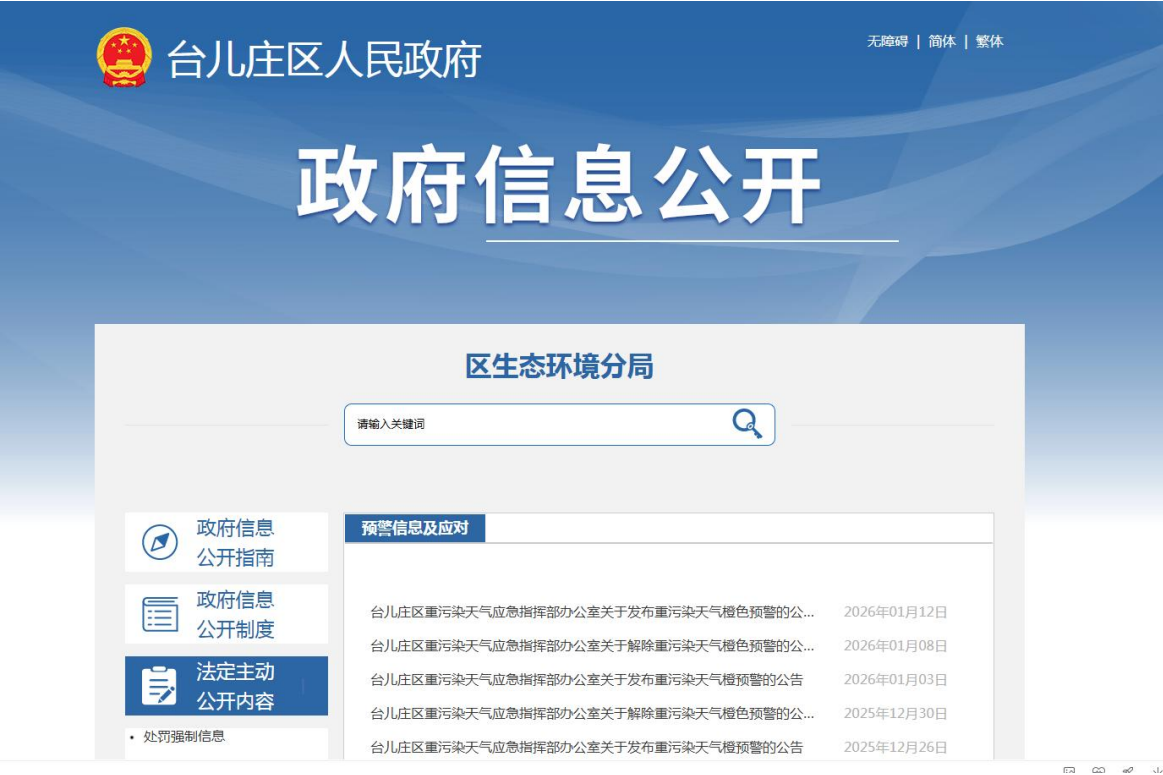 台儿庄区人民政府
无障碍 | 简体 | 繁体
政府信息公开
区生态环境分局
请输入关键词
政府信息
公开指南
政府信息
公开制度
法定主动
公开内容
• 处罚强制信息
预警信息及应对
台儿庄区重污染天气应急指挥部办公室关于发布重污染天气橙色预警的公... 2026年01月12日
台儿庄区重污染天气应急指挥部办公室关于解除重污染天气橙色预警的公... 2026年01月08日
台儿庄区重污染天气应急指挥部办公室关于发布重污染天气橙预警的公告 2026年01月03日
台儿庄区重污染天气应急指挥部办公室关于解除重污染天气橙色预警的公... 2025年12月30日
台儿庄区重污染天气应急指挥部办公室关于发布重污染天气橙预警的公告 2025年12月26日